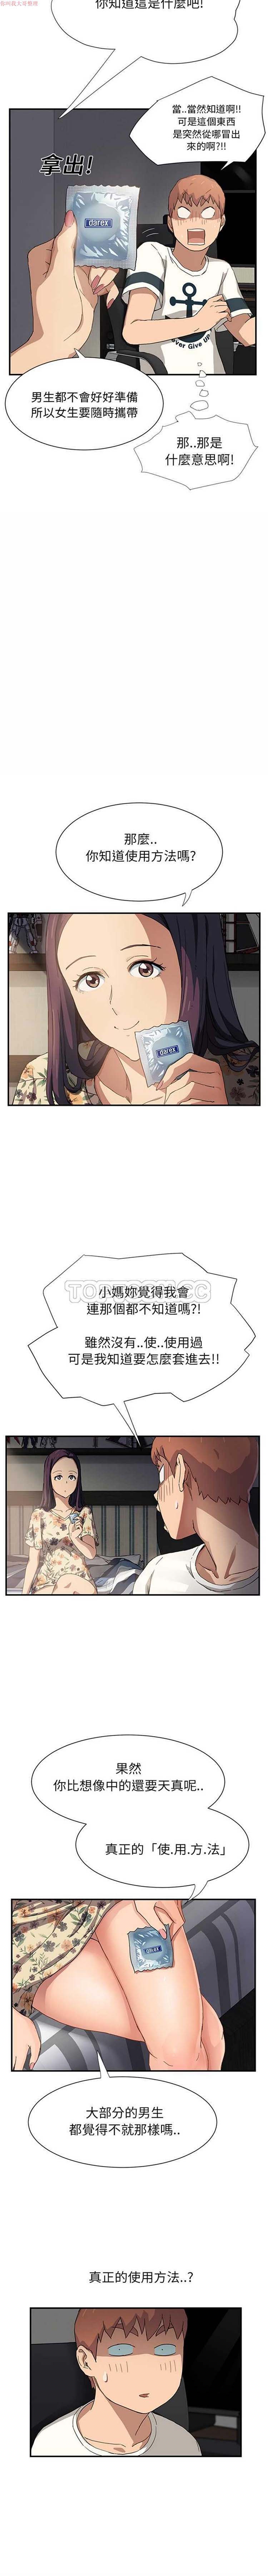 你知道這是什麼吧!
拿出!
當..當然知道啊!!
可是這個東西
是突然從哪冒出
來的啊?!!
darex
ever Give UP
男生都不會好好準備
所以女生要隨時攜帶
那..那是
什麼意思啊!
那麼..
你知道使用方法嗎?
darex
小媽妳覺得我會
連那個都不知道嗎?!
雖然沒有..使..使用過
可是我知道要怎麼套進去!!
果然
你比想像中的還要天真呢..
真正的「使.用.方.法」
darex
大部分的男生
都覺得不就那樣嗎..
真正的使用方法..?